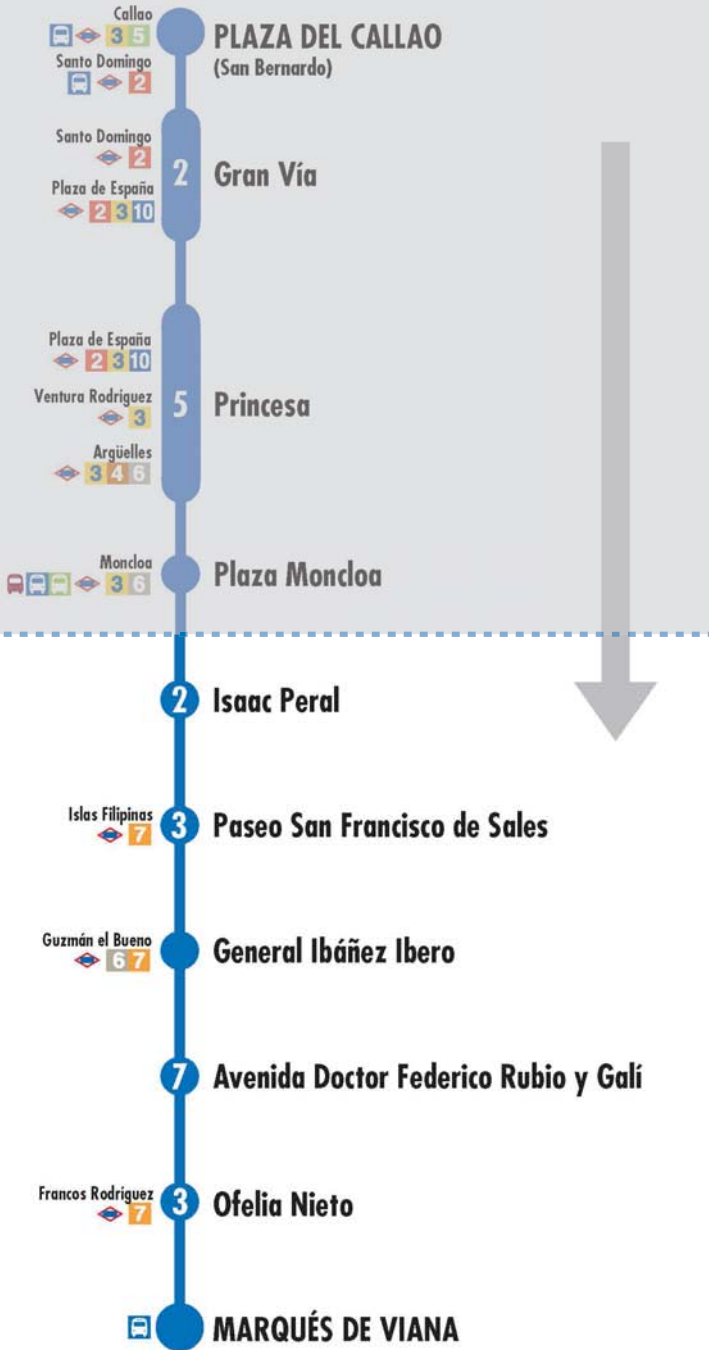 Callao
3 5
PLAZA DEL CALLAO
Santo Domingo
2
(San Bernardo)
Santo Domingo
2
2
Gran Vía
Plaza de España
2 3 10
Plaza de España
2 3 10
Ventura Rodriguez
3
5
Princesa
Argüelles
3 4 6
Moncloa
3 6
Plaza Moncloa
2
Isaac Peral
Islas Filipinas
7
3
Paseo San Francisco de Sales
Guzmán el Bueno
6 7
General Ibáñez Ibero
7
Avenida Doctor Federico Rubio y Galí
Francos Rodríguez
7
3
Ofelia Nieto
MARQUÉS DE VIANA